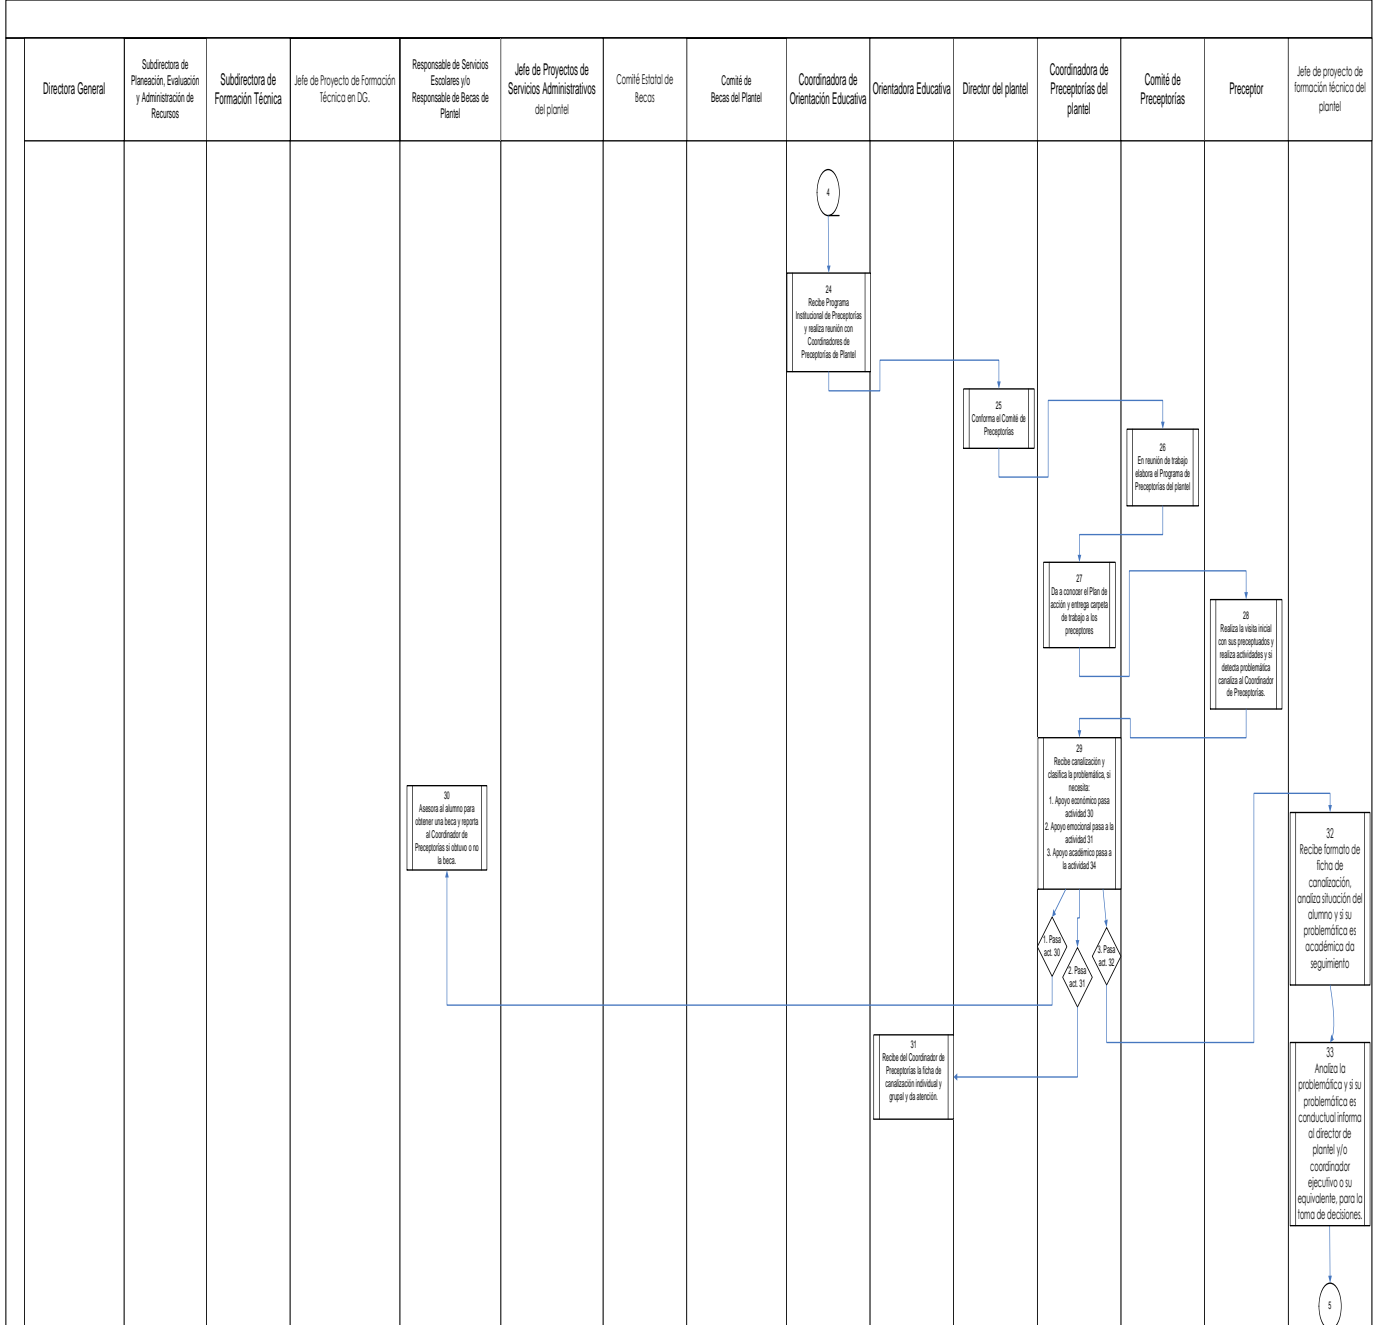 Directora General
Subdirectora de
Planeación, Evaluación
y Administración de
Recursos
Subdirectora de
Formación Técnica
Jefe de Proyecto de Formación
Técnica en DG.
Responsable de Servicios
Escolares y/o
Responsable de Becas de
Plantel
Jefe de Proyectos de
Servicios Administrativos
del plantel
Comité Estatal de
Becas
Comité de
Becas del Plantel
Coordinadora de
Orientación Educativa
Orientadora Educativa
Director del plantel
Coordinadora de
Preceptorías del
plantel
Comité de
Preceptorías
Preceptor
Jefe de proyecto de
formación técnica del
plantel
4
24
Recibe Programa
Institucional de Preceptorías
y realiza reunión con
Coordinadores de
Preceptorías de Plantel
25
Conforma el Comité de
Preceptorías
26
En reunión de trabajo
elabora el Programa de
Preceptorías del plantel
27
Da a conocer el Plan de
acción y entrega carpeta
de trabajo a los
preceptores
28
Realiza la visita inicial
con sus preceptuados y
realiza actividades y si
detecta problemática
canaliza al Coordinador
de Preceptorías.
29
Recibe canalización y
clasifica la problemática, si
necesita:
1. Apoyo económico pasa
actividad 30
2. Apoyo emocional pasa a la
actividad 31
3. Apoyo académico pasa a
la actividad 34
30
Asesora al alumno para
obtener una beca y reporta
al Coordinador de
Preceptorías si obtuvo o no
la beca.
1. Pasa
act. 30
2. Pasa
act. 31
3. Pasa
act. 32
31
Recibe del Coordinador de
Preceptorías la ficha de
canalización individual y
grupal y da atención.
32
Recibe formato de
ficha de
canalización,
analiza situación del
alumno y si su
problemática es
académica da
seguimiento
33
Analiza la
problemática y si su
problemática es
conductual informa
al director de
plantel y/o
coordinador
ejecutivo o su
equivalente, para la
toma de decisiones.
5